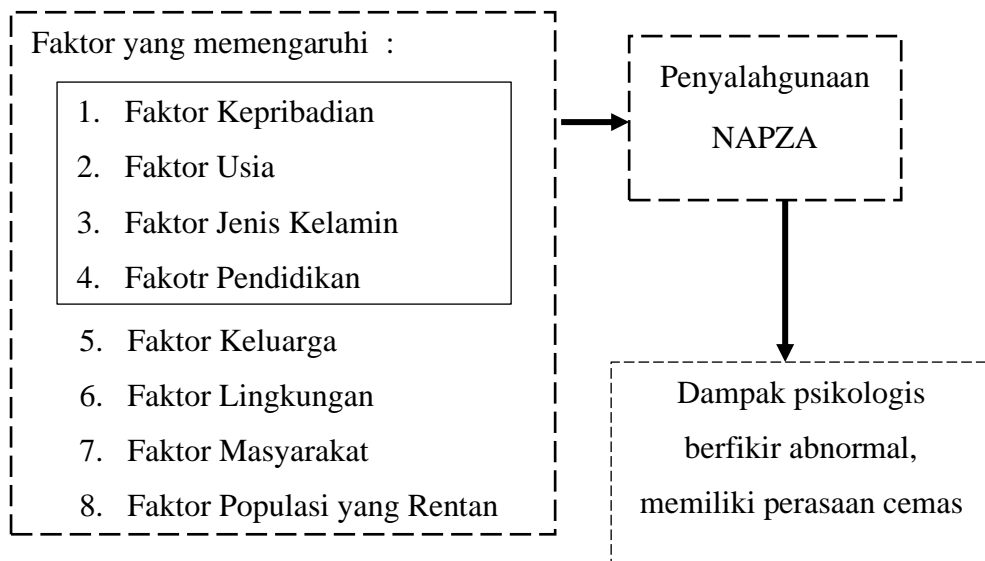 Faktor yang memengaruhi  :
1. Faktor Kepribadian
2. Faktor Usia
3. Faktor Jenis Kelamin
4. Fakotr Pendidikan
5. Faktor Keluarga
6. Faktor Lingkungan
7. Faktor Masyarakat
8. Faktor Populasi yang Rentan
Penyalahgunaan
NAPZA
Dampak psikologis
berfikir abnormal,
memiliki perasaan cemas